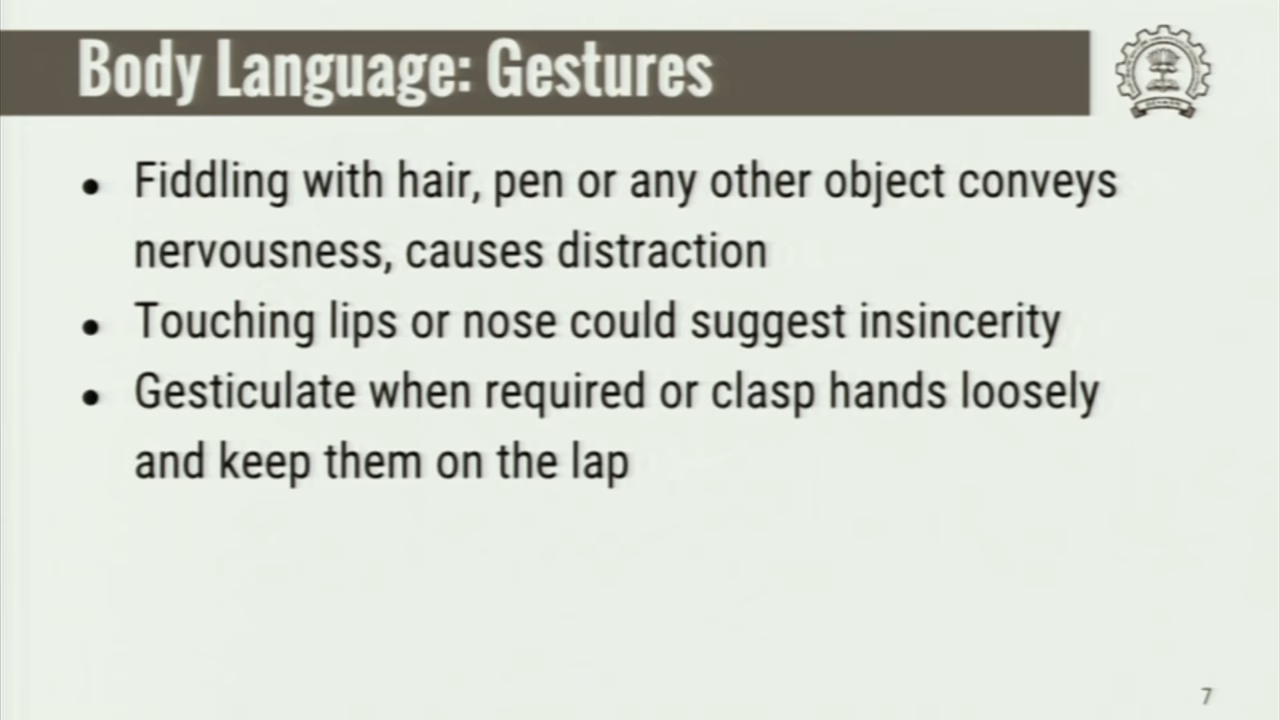 Body Language: Gestures
• Fiddling with hair, pen or any other object conveys
nervousness, causes distraction
• Touching lips or nose could suggest insincerity
• Gesticulate when required or clasp hands loosely
and keep them on the lap
7